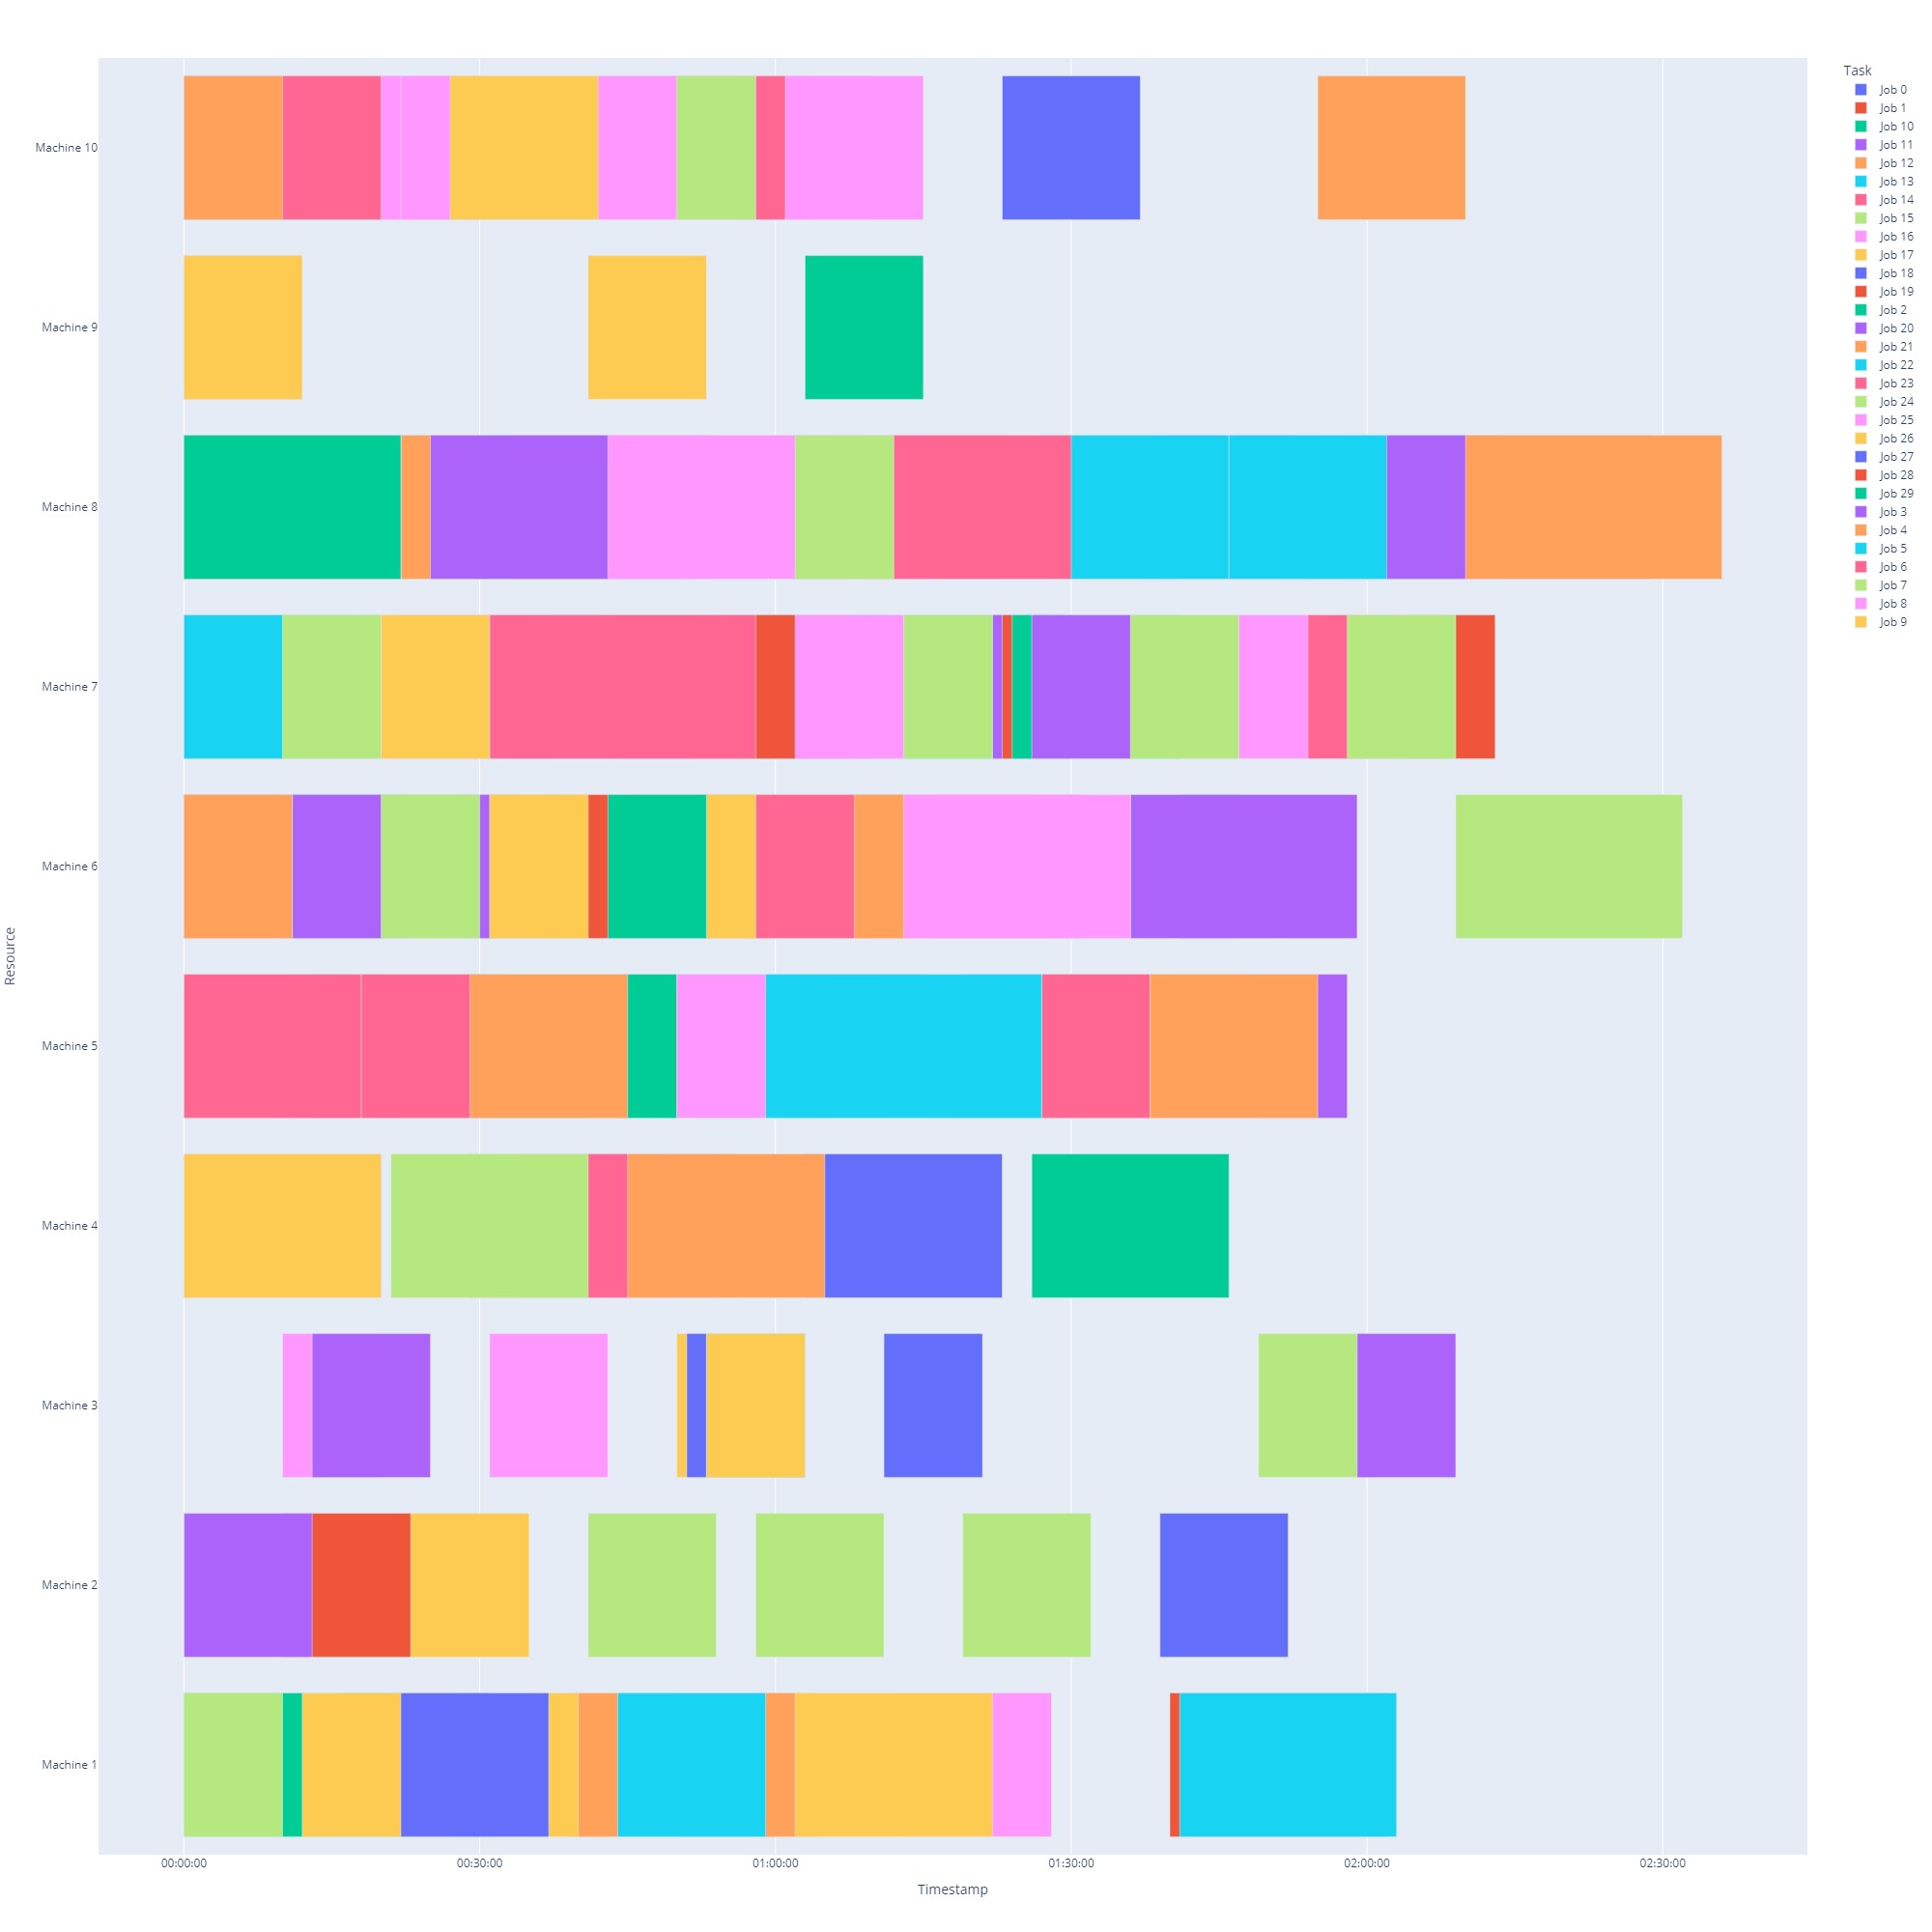 Machine 10
Machine 9
Machine 8
Machine 7
Machine 6
Machine 5
Machine 4
Machine 3
Machine 2
Machine 1
Resource
00:00:00
00:30:00
01:00:00
01:30:00
02:00:00
02:30:00
Timestamp
Task
Job 0
Job 1
Job 10
Job 11
Job 12
Job 13
Job 14
Job 15
Job 16
Job 17
Job 18
Job 19
Job 2
Job 20
Job 21
Job 22
Job 23
Job 24
Job 25
Job 26
Job 27
Job 28
Job 29
Job 3
Job 4
Job 5
Job 6
Job 7
Job 8
Job 9